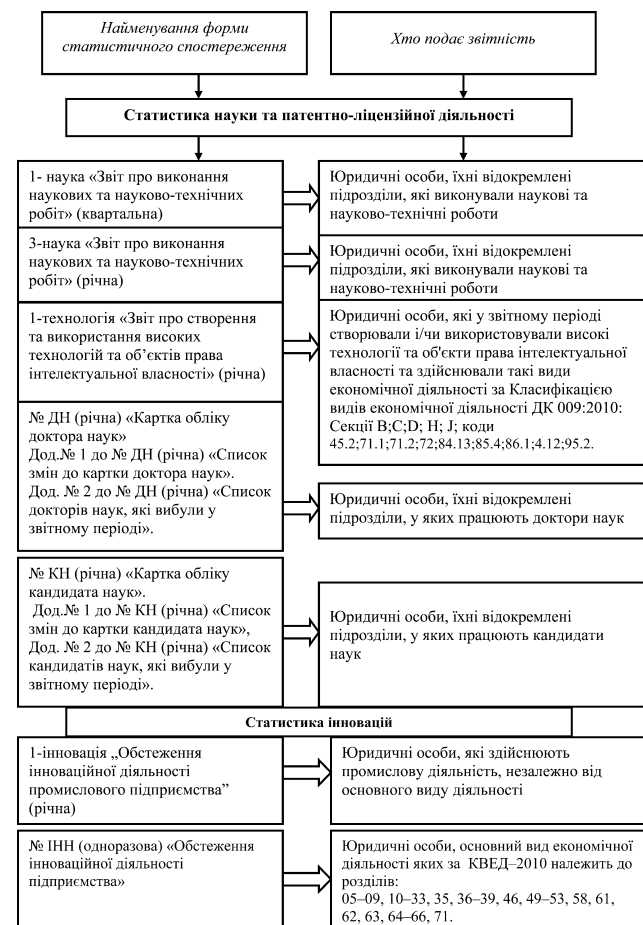 Найменування форми
статистичного спостереження
Хто подає звітність
Статистика науки та патентно-ліцензійної діяльності
1- наука «Звіт про виконання
наукових та науково-технічних
робіт» (квартальна)
Юридичні особи, їхні відокремлені
підрозділи, які виконували наукові та
науково-технічні роботи
3-наука «Звіт про виконання
наукових та науково-технічних
робіт» (річна)
Юридичні особи, їхні відокремлені
підрозділи, які виконували наукові та
науково-технічні роботи
1-технологія «Звіт про створення
та використання високих
технологій та об’єктів права
інтелектуальної власності» (річна)
Юридичні особи, які у звітному періоді
створювали і/чи використовували високі
технології та об'єкти права інтелектуальної
власності та здійснювали такі види
економічної діяльності за Класифікацією
видів економічної діяльності ДК 009:2010:
Секції B;C;D; H; J; коди
45.2;71.1;71.2;72;84.13;85.4;86.1;4.12;95.2.
№ ДН (річна) «Картка обліку
доктора наук»
Дод.№ 1 до № ДН (річна) «Список
змін до картки доктора наук».
Дод. № 2 до № ДН (річна) «Список
докторів наук, які вибули у
звітному періоді».
Юридичні особи, їхні відокремлені
підрозділи, у яких працюють доктори наук
№ КН (річна) «Картка обліку
кандидата наук».
Дод.№ 1 до № КН (річна) «Список
змін до картки кандидата наук»,
Дод. № 2 до № КН (річна) «Список
кандидатів наук, які вибули у
звітному періоді».
Юридичні особи, їхні відокремлені
підрозділи, у яких працюють кандидати
наук
Статистика інновацій
1-інновація „Обстеження
інноваційної діяльності
промислового підприємства”
(річна)
Юридичні особи, які здійснюють
промислову діяльність, незалежно від
основного виду діяльності
№ ІНН (одноразова) «Обстеження
інноваційної діяльності
підприємства»
Юридичні особи, основний вид економічної
діяльності яких за КВЕД–2010 належить до
розділів:
05–09, 10–33, 35, 36–39, 46, 49–53, 58, 61,
62, 63, 64–66, 71.